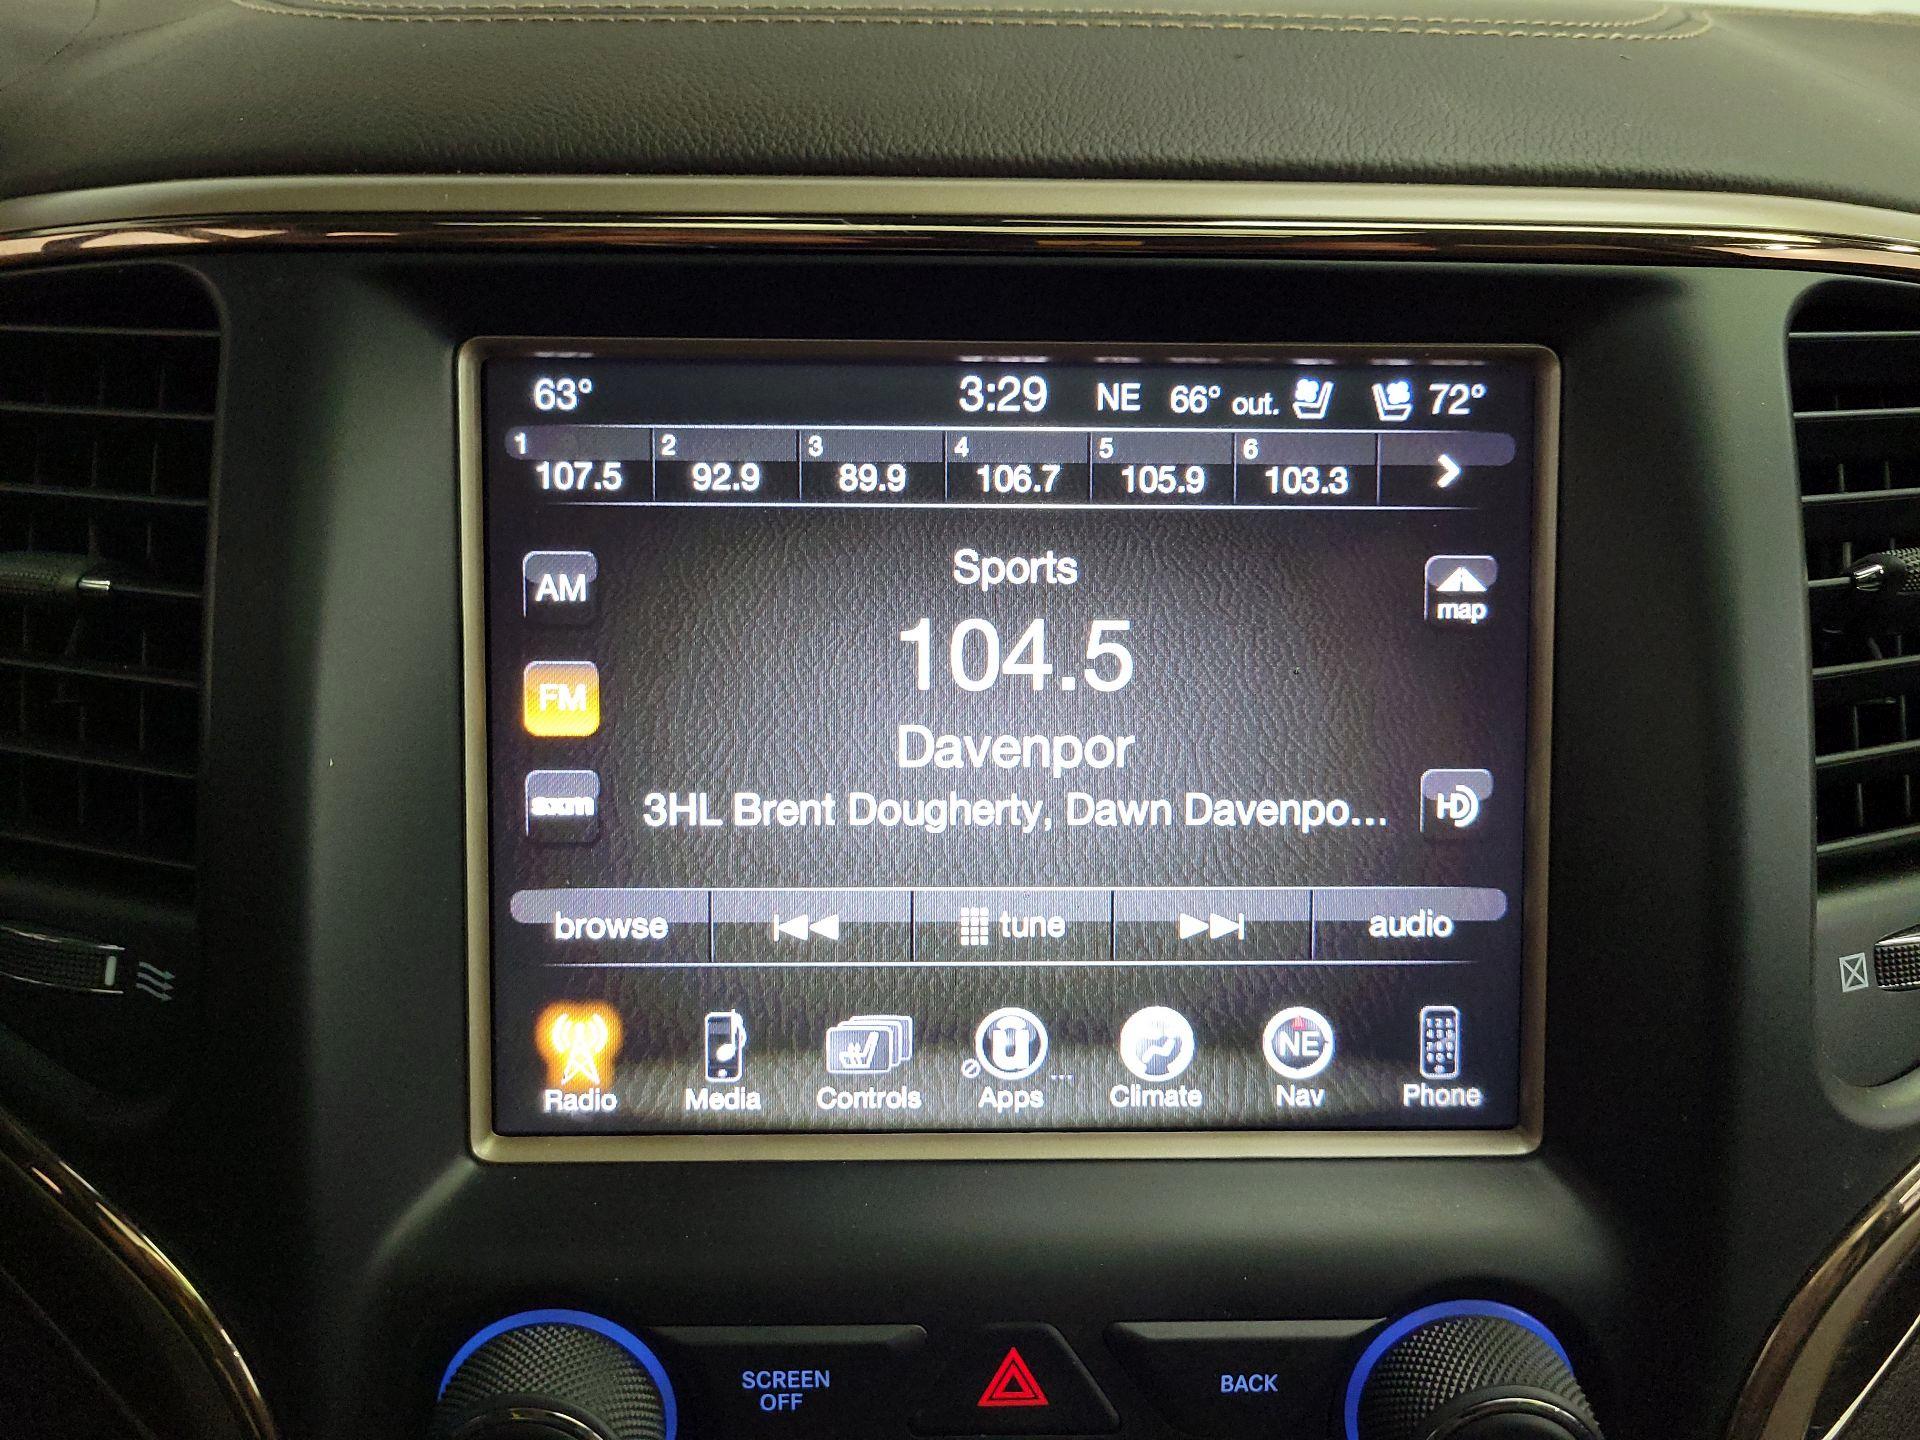 63° 3:29 NE 66° out. 72°
1 2 3 4 5 6
107.5 92.9 89.9 106.7 105.9 103.3
Sports
AM
map
104.5
FM
Davenpor
sxm 3HL Brent Dougherty, Dawn Davenpo... HD
browse tune audio
NE
Radio Media Controls Apps ... Climate Nav Phone
SCREEN
OFF
BACK